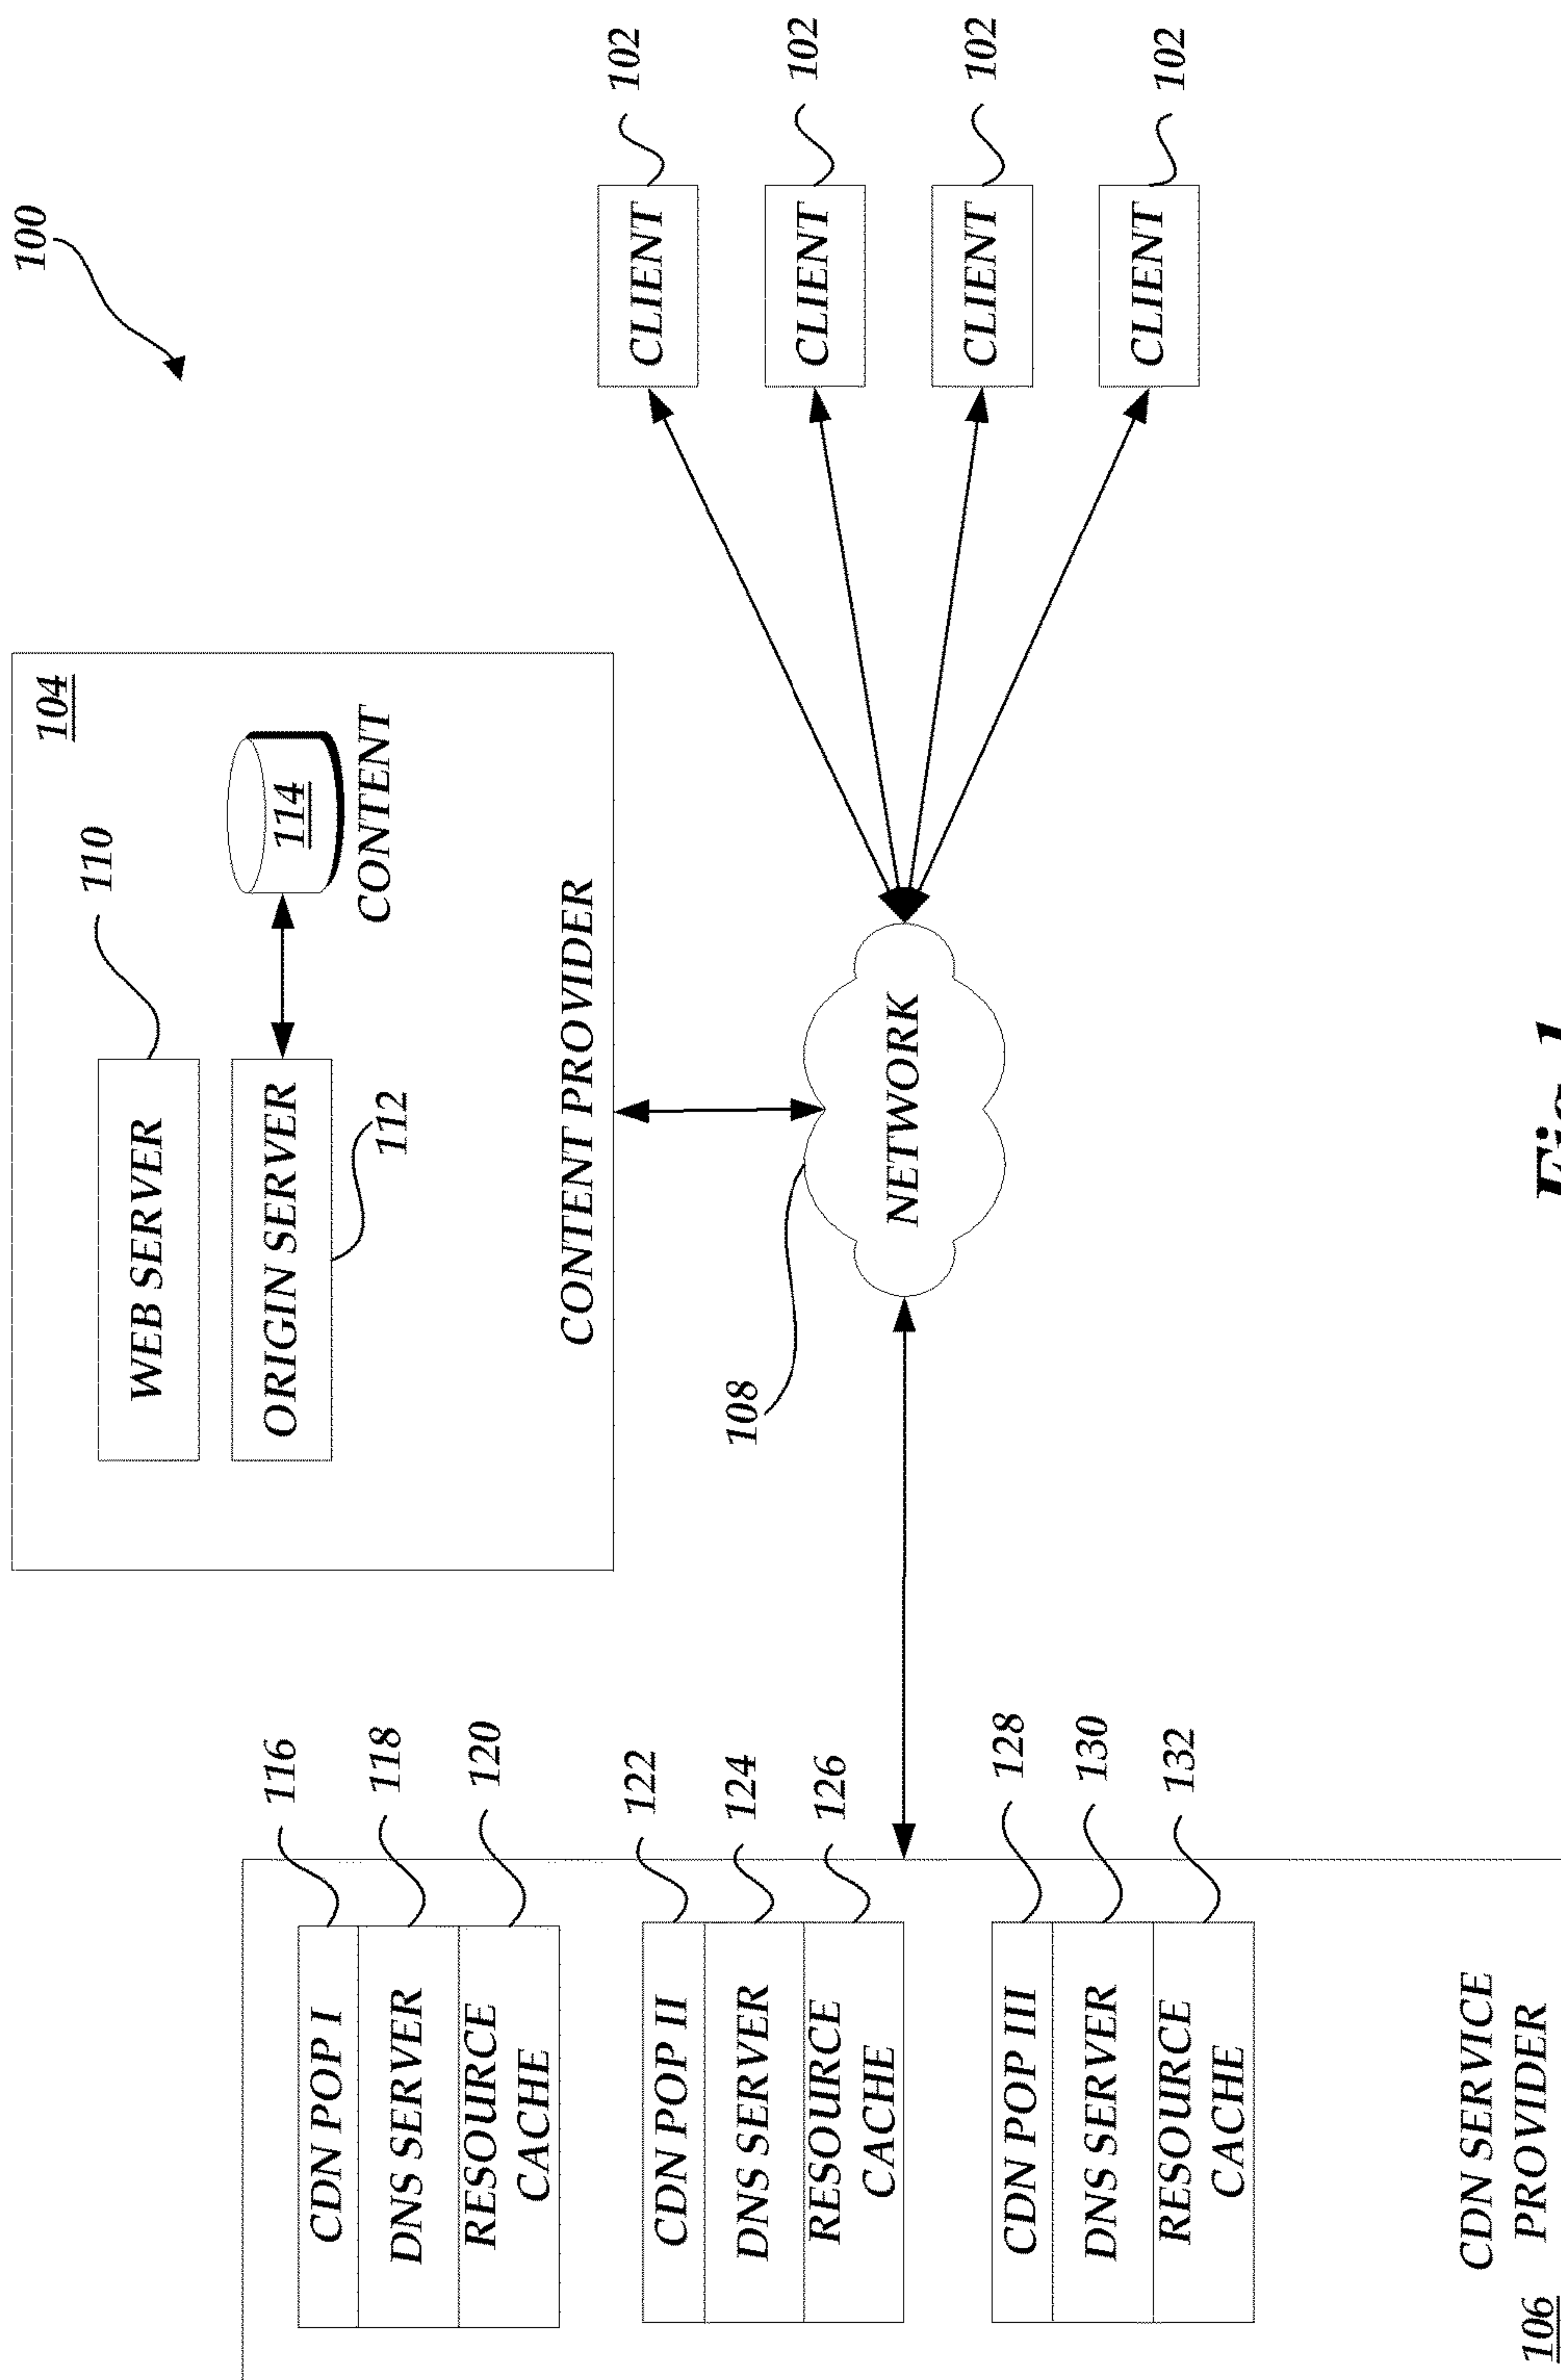 100
104
WEB SERVER
110
ORIGIN SERVER
112
114
CONTENT
CONTENT PROVIDER
116
CDN POP I
118
DNS SERVER
120
RESOURCE
CACHE
122
CDN POP II
124
DNS SERVER
126
RESOURCE
CACHE
128
CDN POP III
130
DNS SERVER
132
RESOURCE
CACHE
CDN SERVICE
PROVIDER
106
108
NETWORK
CLIENT
102
CLIENT
102
CLIENT
102
CLIENT
102